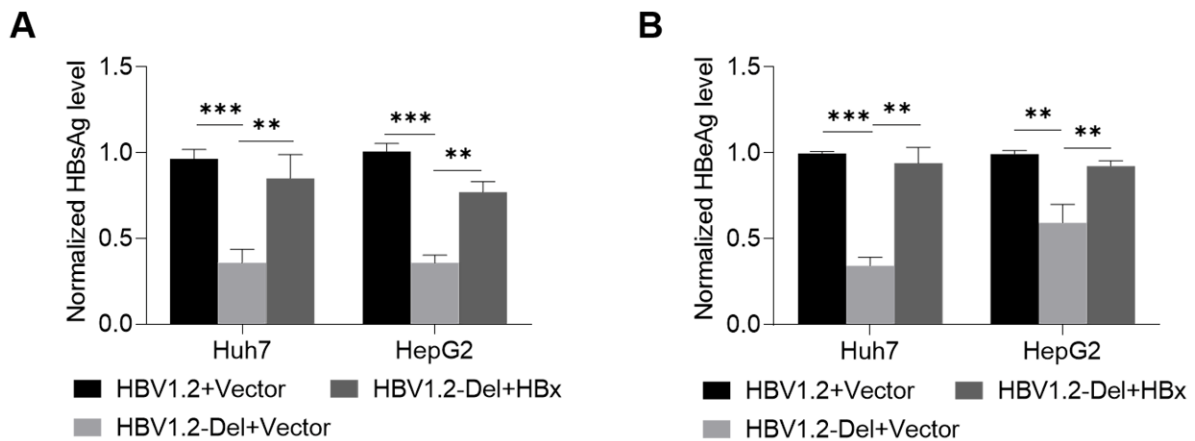 A
Normalized HBsAg level
1.5
1.0
0.5
0.0
*** ** *** **
Huh7 HepG2
HBV1.2+Vector HBV1.2-Del+HBx
HBV1.2-Del+Vector
B
Normalized HBeAg level
1.5
1.0
0.5
0.0
*** ** ** **
Huh7 HepG2
HBV1.2+Vector HBV1.2-Del+HBx
HBV1.2-Del+Vector